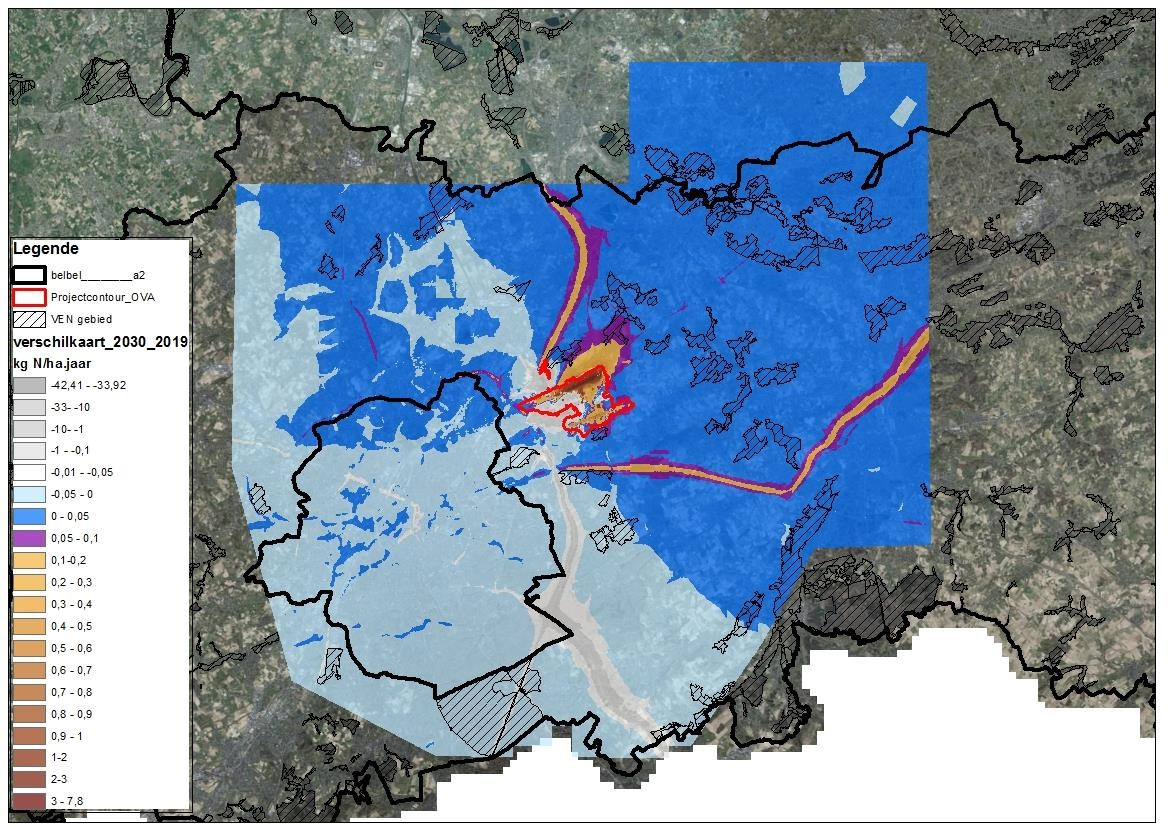 Legende
belbel________a2
Projectcontour_OVA
VEN gebied
verschilkaart_2030_2019
kg N/ha.jaar
-42,41 - -33,92
-33- -10
-10- -1
-1 - -0,1
-0,01 - -0,05
-0,05 - 0
0 - 0,05
0,05 - 0,1
0,1-0,2
0,2 - 0,3
0,3 - 0,4
0,4 - 0,5
0,5 - 0,6
0,6 - 0,7
0,7 - 0,8
0,8 - 0,9
0,9 - 1
1-2
2-3
3 - 7,8